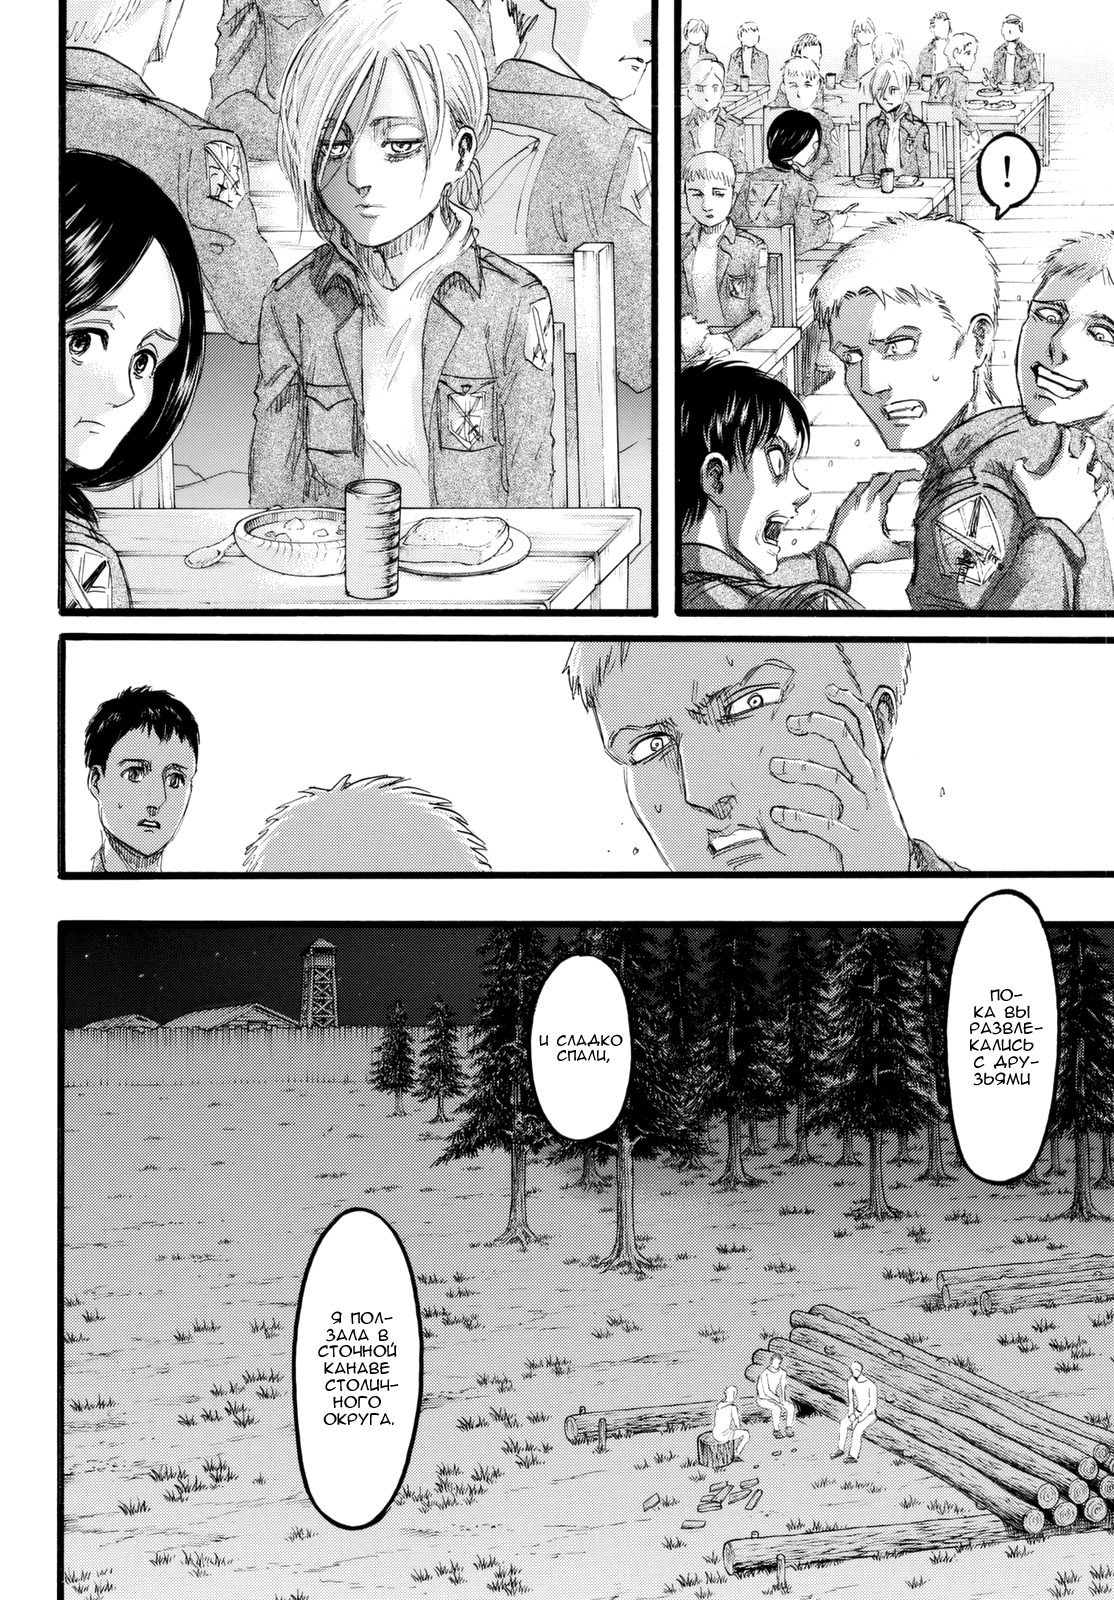 !
ПО-
КА ВЫ
РАЗВЛЕ-
КАЛИСЬ
С ДРУ-
ЗЬЯМИ
И СЛАДКО
СПАЛИ,
Я ПОЛ-
ЗАЛА В
СТОЧНОЙ
КАНАВЕ
СТОЛИЧ-
НОГО
ОКРУГА.